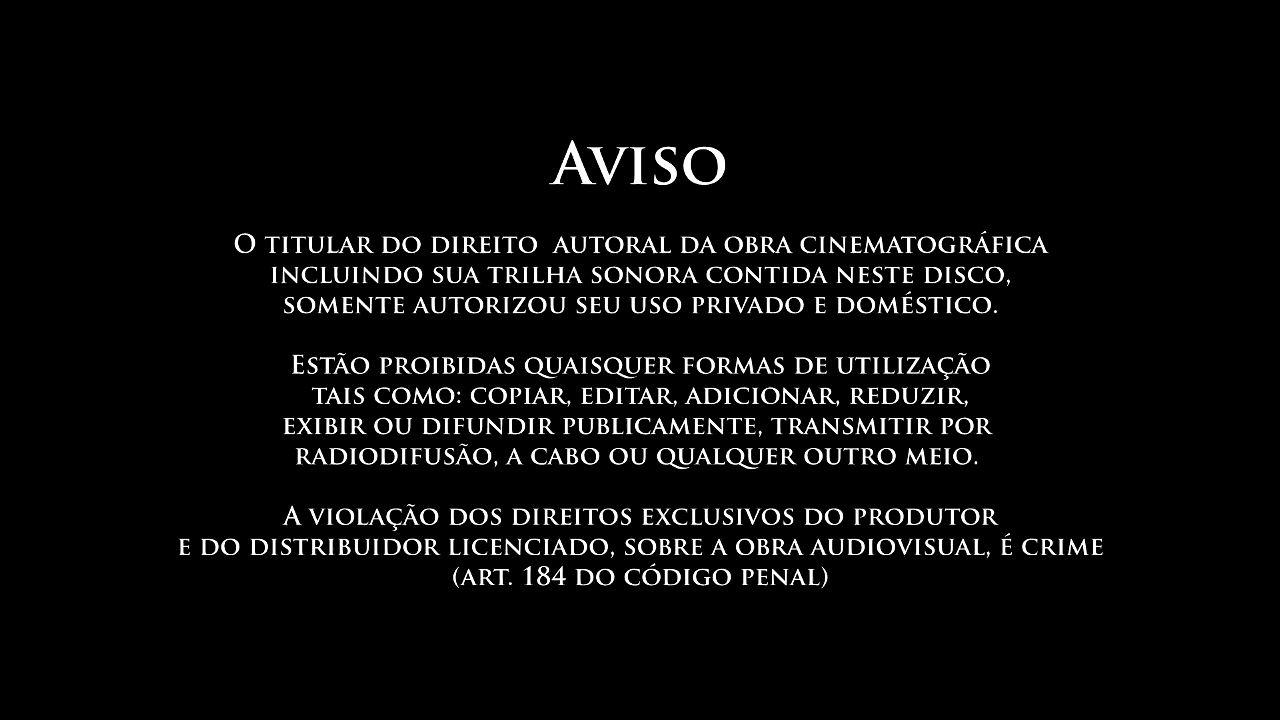 Aviso
O titular do direito autoral da obra cinematográfica
incluindo sua trilha sonora contida neste disco,
somente autorizou seu uso privado e doméstico.
Estão proibidas quaisquer formas de utilização
tais como: copiar, editar, adicionar, reduzir,
exibir ou difundir publicamente, transmitir por
radiodifusão, a cabo ou qualquer outro meio.
A violação dos direitos exclusivos do produtor
e do distribuidor licenciado, sobre a obra audiovisual, é crime
(art. 184 do código penal)